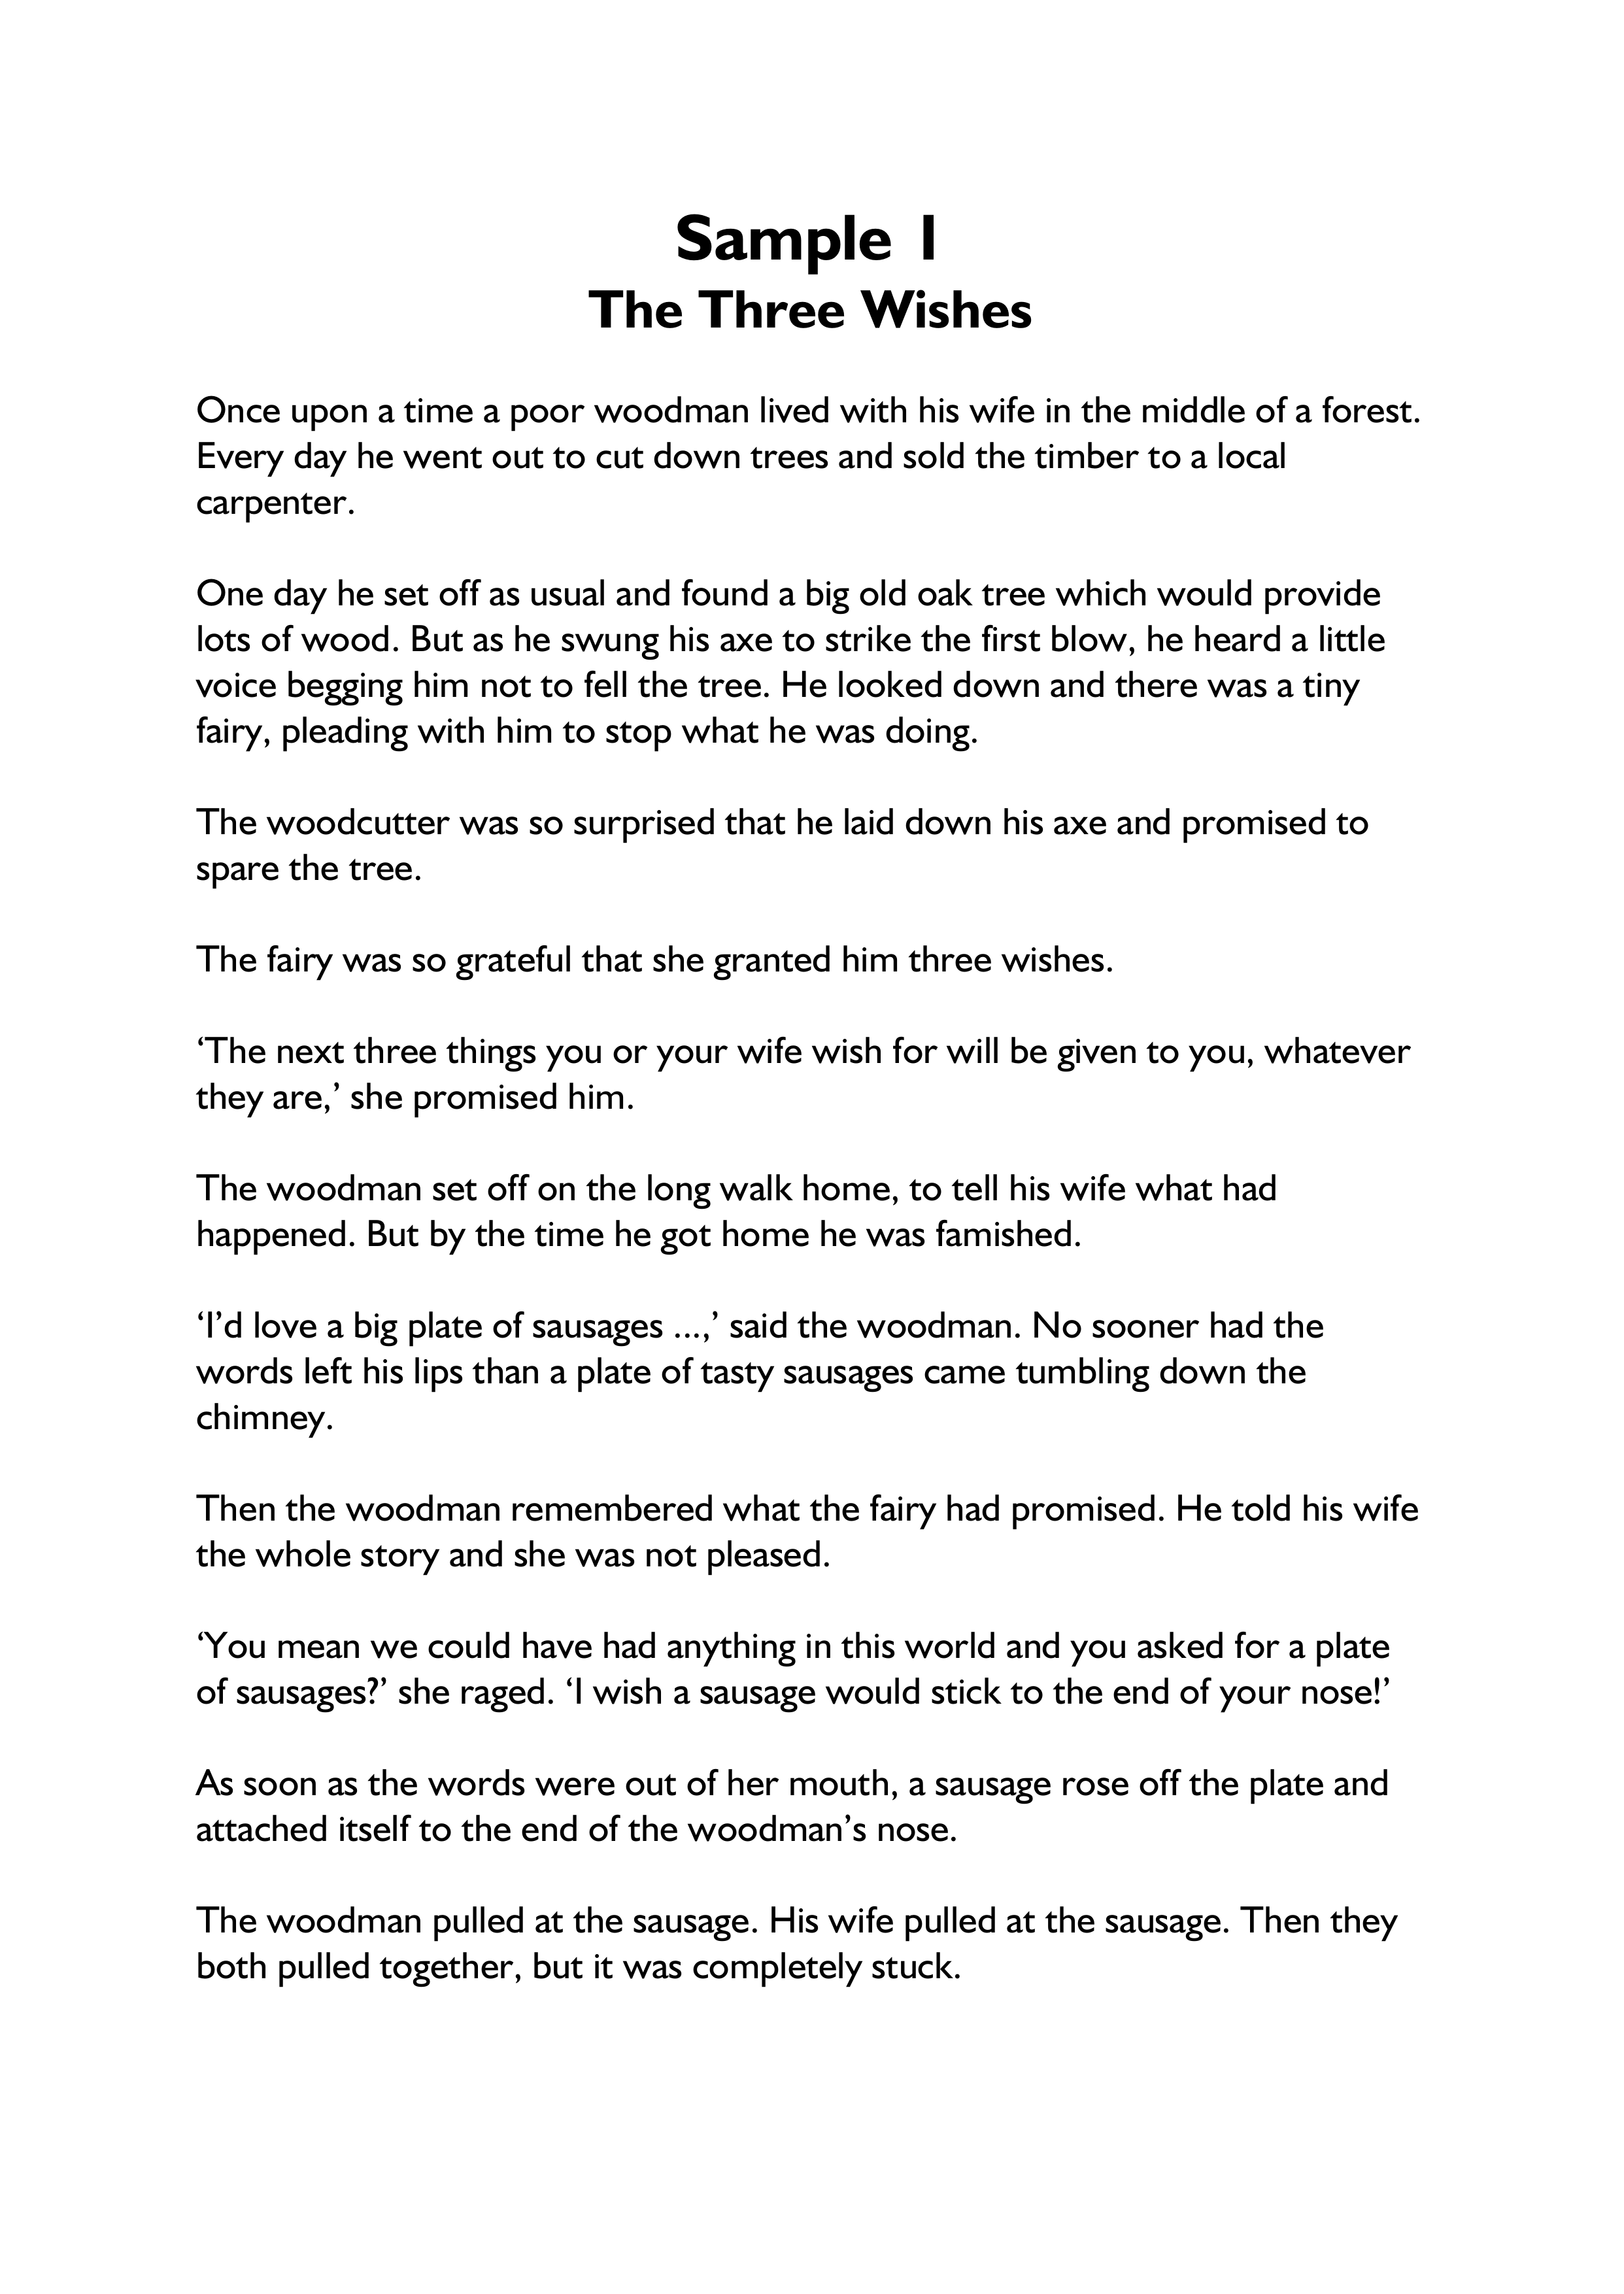 Sample 1
The Three Wishes
Once upon a time a poor woodman lived with his wife in the middle of a forest.
Every day he went out to cut down trees and sold the timber to a local
carpenter.
One day he set off as usual and found a big old oak tree which would provide
lots of wood. But as he swung his axe to strike the first blow, he heard a little
voice begging him not to fell the tree. He looked down and there was a tiny
fairy, pleading with him to stop what he was doing.
The woodcutter was so surprised that he laid down his axe and promised to
spare the tree.
The fairy was so grateful that she granted him three wishes.
‘The next three things you or your wife wish for will be given to you, whatever
they are,’ she promised him.
The woodman set off on the long walk home, to tell his wife what had
happened. But by the time he got home he was famished.
‘I’d love a big plate of sausages ...,’ said the woodman. No sooner had the
words left his lips than a plate of tasty sausages came tumbling down the
chimney.
Then the woodman remembered what the fairy had promised. He told his wife
the whole story and she was not pleased.
‘You mean we could have had anything in this world and you asked for a plate
of sausages?’ she raged. ‘I wish a sausage would stick to the end of your nose!’
As soon as the words were out of her mouth, a sausage rose off the plate and
attached itself to the end of the woodman’s nose.
The woodman pulled at the sausage. His wife pulled at the sausage. Then they
both pulled together, but it was completely stuck.